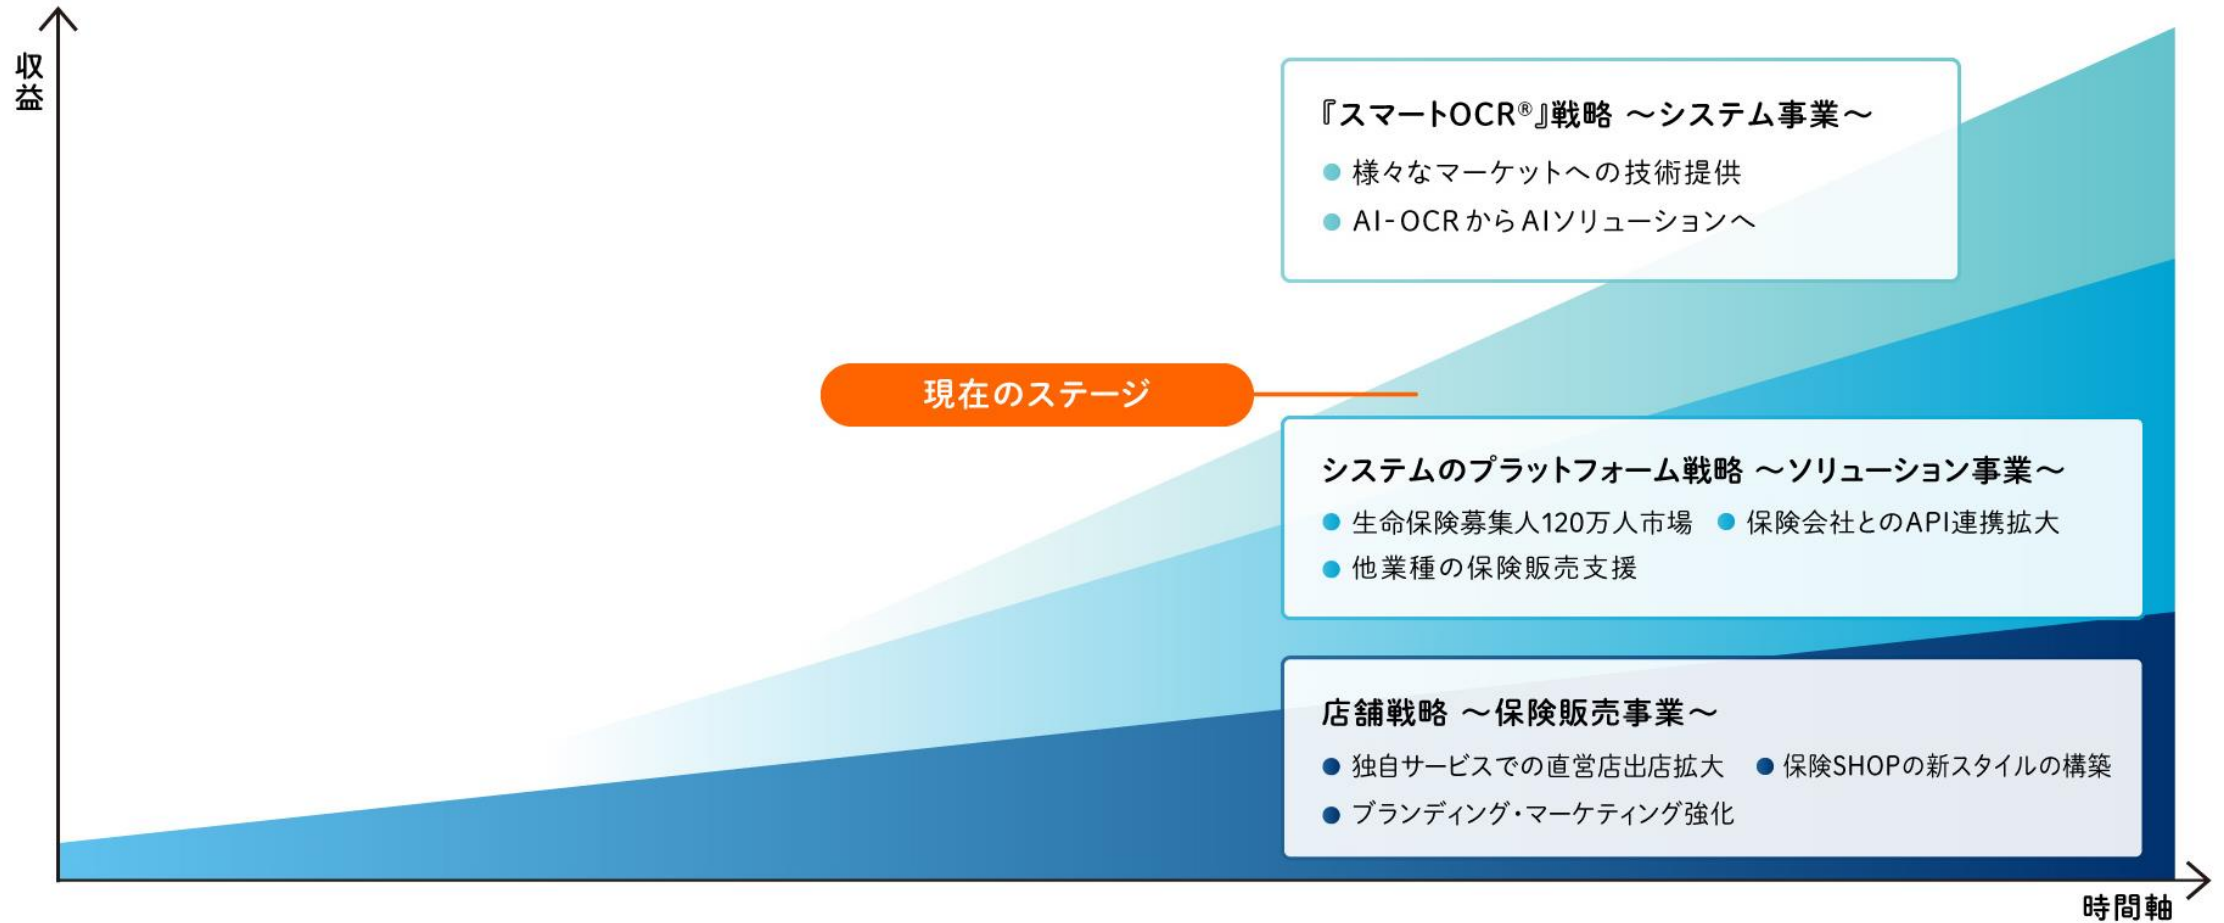 収益
『スマートOCR®』戦略 ～システム事業～
様々なマーケットへの技術提供
AI-OCRからAIソリューションへ
現在のステージ
システムのプラットフォーム戦略 ～ソリューション事業～
生命保険募集人120万人市場 保険会社とのAPI連携拡大
他業種の保険販売支援
店舗戦略 ～保険販売事業～
独自サービスでの直営店出店拡大 保険SHOPの新スタイルの構築
ブランディング・マーケティング強化
時間軸